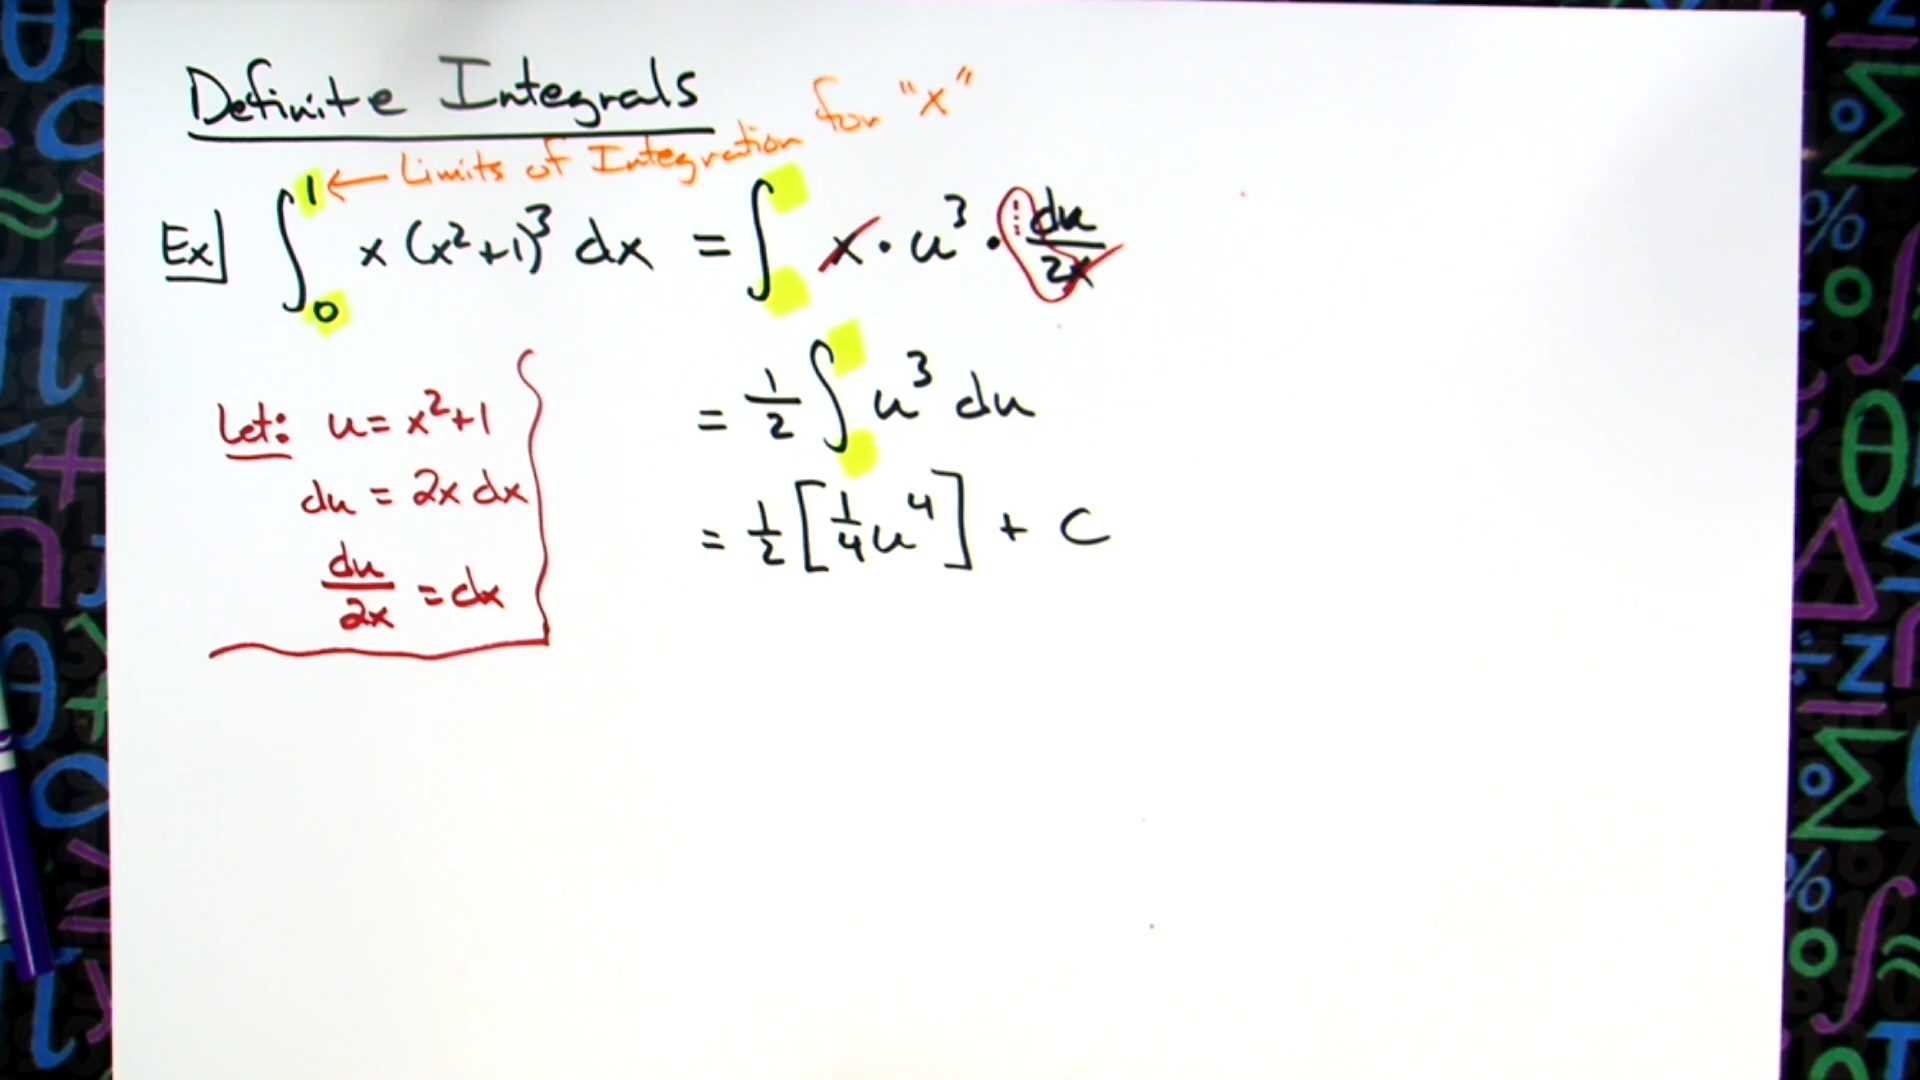 Definite Integrals
← Limits of Integration for "x"
Ex] ∫₀¹ x (x²+1)³ dx = ∫ x · u³ · du/2x
Let: u = x²+1
du = 2x dx
du/2x = dx
= 1/2 ∫ u³ du
= 1/2 [1/4 u⁴] + C